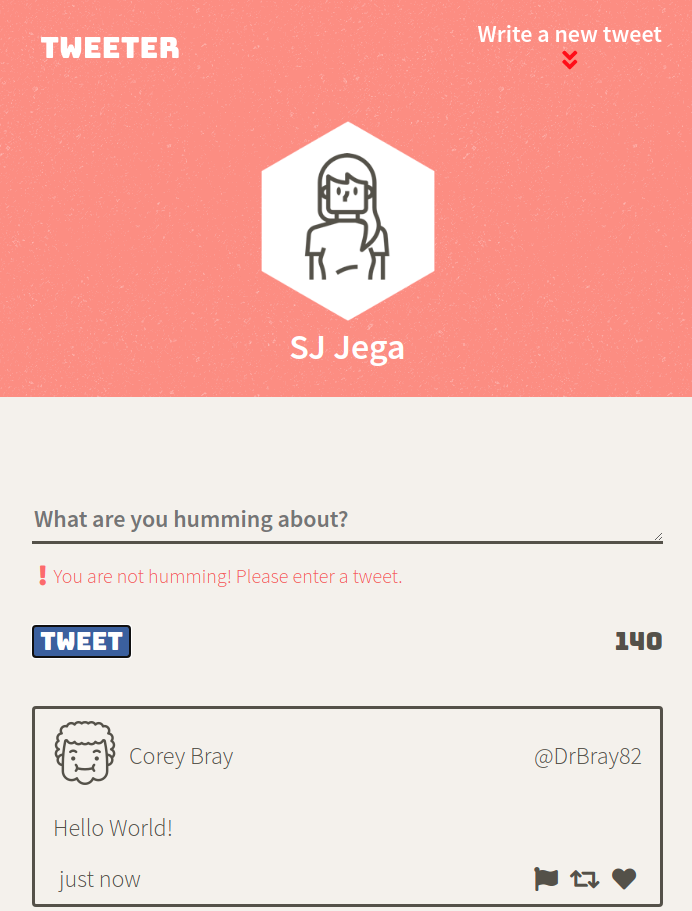 TWEETER
Write a new tweet
SJ Jega
What are you humming about?
You are not humming! Please enter a tweet.
TWEET
140
Corey Bray
@DrBray82
Hello World!
just now